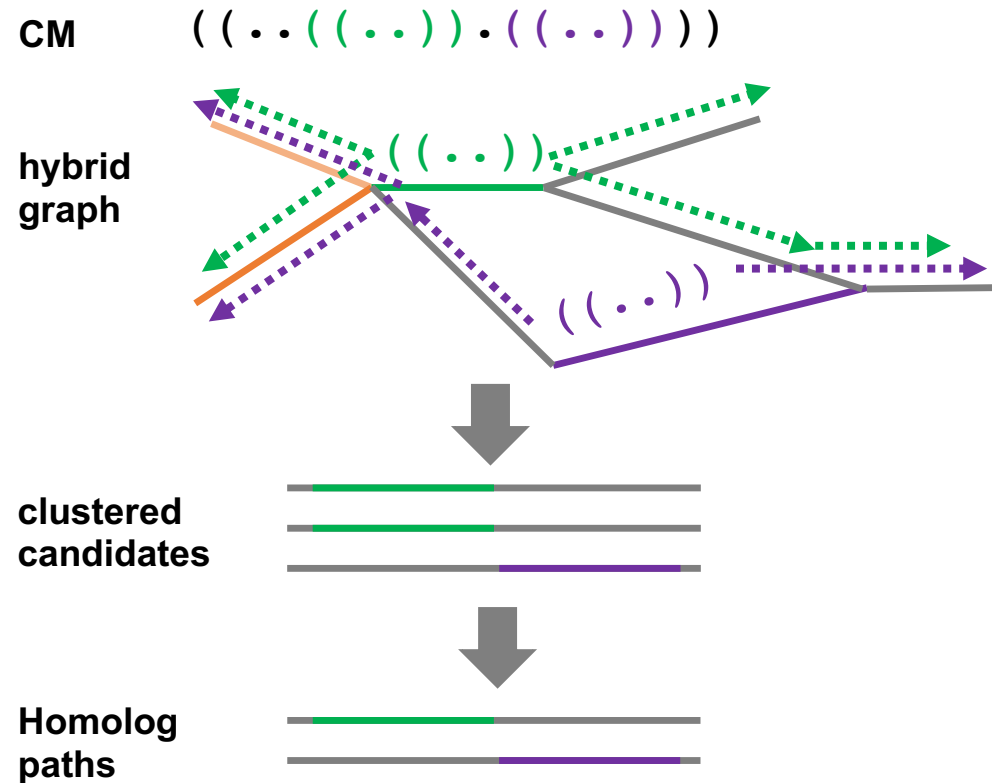 CM ((..((..)).((..))))
((..))
hybrid
graph
((..))
clustered
candidates
Homolog
paths